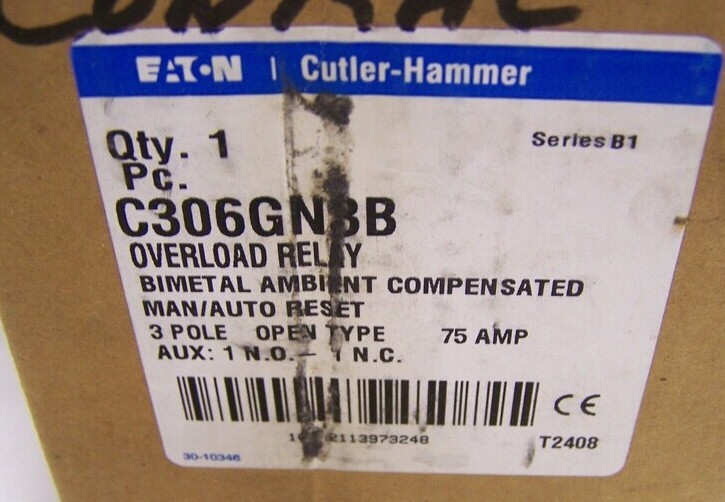 EATON | Cutler-Hammer
Qty. 1
Series B1
Pc.
C306GN3B
OVERLOAD RELAY
BIMETAL AMBIENT COMPENSATED
MAN/AUTO RESET
3 POLE OPEN TYPE 75 AMP
AUX: 1 N.O. – 1 N.C.
CE
2113973248
T2408
30-10346